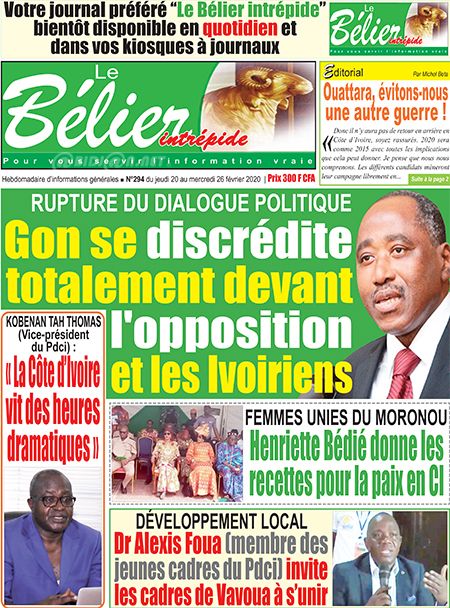 Votre journal préféré "Le Bélier intrépide"
bientôt disponible en quotidien et
dans vos kiosques à journaux
Le
Bélier
intrépide
Pour vous servir l'information vraie
Le
Bélier
intrépide
Pour vous servir l'information vraie
Hebdomadaire d'informations générales • N°294 du jeudi 20 au mercredi 26 février 2020 | Prix 300 F CFA
Editorial
Par Michel Beta
Ouattara, évitons-nous
une autre guerre !
Donc il n'y aura pas de retour en arrière en
Côte d'Ivoire, soyez rassurés. 2020 sera
comme 2015 avec toutes les implications
que cela peut donner. Je pense que nous nous
comprenons. Les différents candidats mèneront
leur campagne librement en...
Suite à la page 2
RUPTURE DU DIALOGUE POLITIQUE
Gon se discrédite
totalement devant
l'opposition
et les Ivoiriens
KOBENAN TAH THOMAS
(Vice-président
du Pdci) :
« La Côte d'Ivoire
vit des heures
dramatiques »
FEMMES UNIES DU MORONOU
Henriette Bédié donne les
recettes pour la paix en CI
DÉVELOPPEMENT LOCAL
Dr Alexis Foua (membre des
jeunes cadres du Pdci) invite
les cadres de Vavoua à s'unir